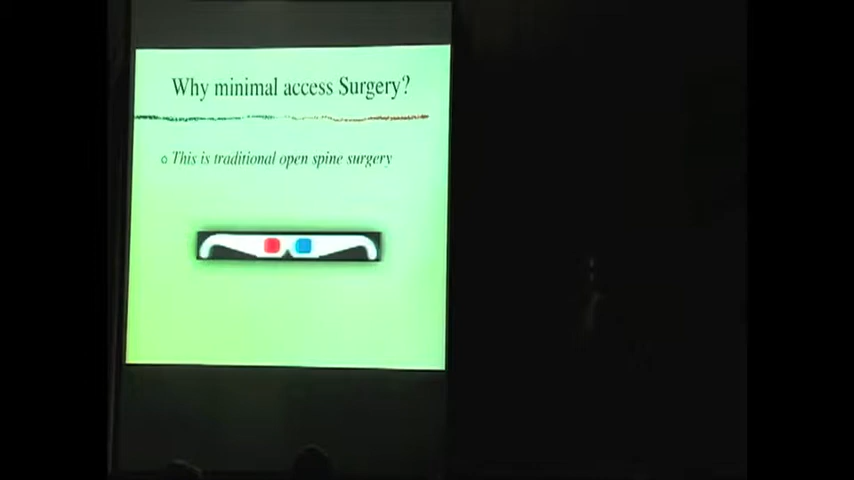 Why minimal access Surgery?
This is traditional open spine surgery